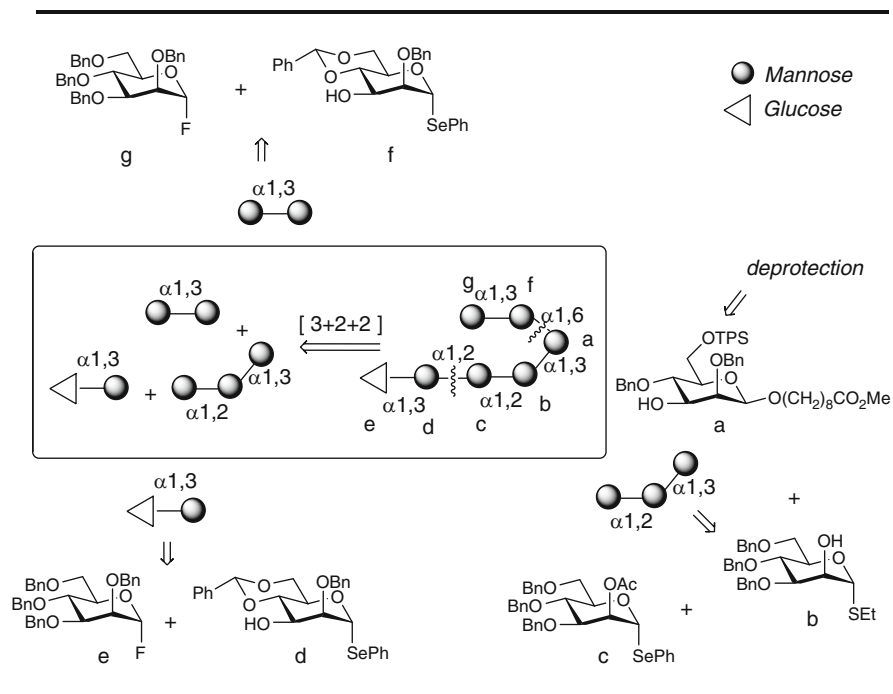 BnO OBn
BnO O
BnO
F
g
+
Ph O O OBn
O O
HO
SePh
f
Mannose
Glucose
α1,3
deprotection
α1,3
[ 3+2+2 ]
g f
α1,3
α1,6
a
α1,3
+
α1,3
+
α1,3
α1,2
α1,2
α1,3
α1,2
b
e d c
OTPS
OBn
BnO O
HO
O(CH2)8CO2Me
a
α1,3
α1,3
α1,2
+
BnO OBn
BnO O
BnO
F
e
+
Ph O O OBn
O O
HO
SePh
d
BnO OAc
BnO O
BnO
SePh
c
+
BnO OH
BnO O
BnO
SEt
b